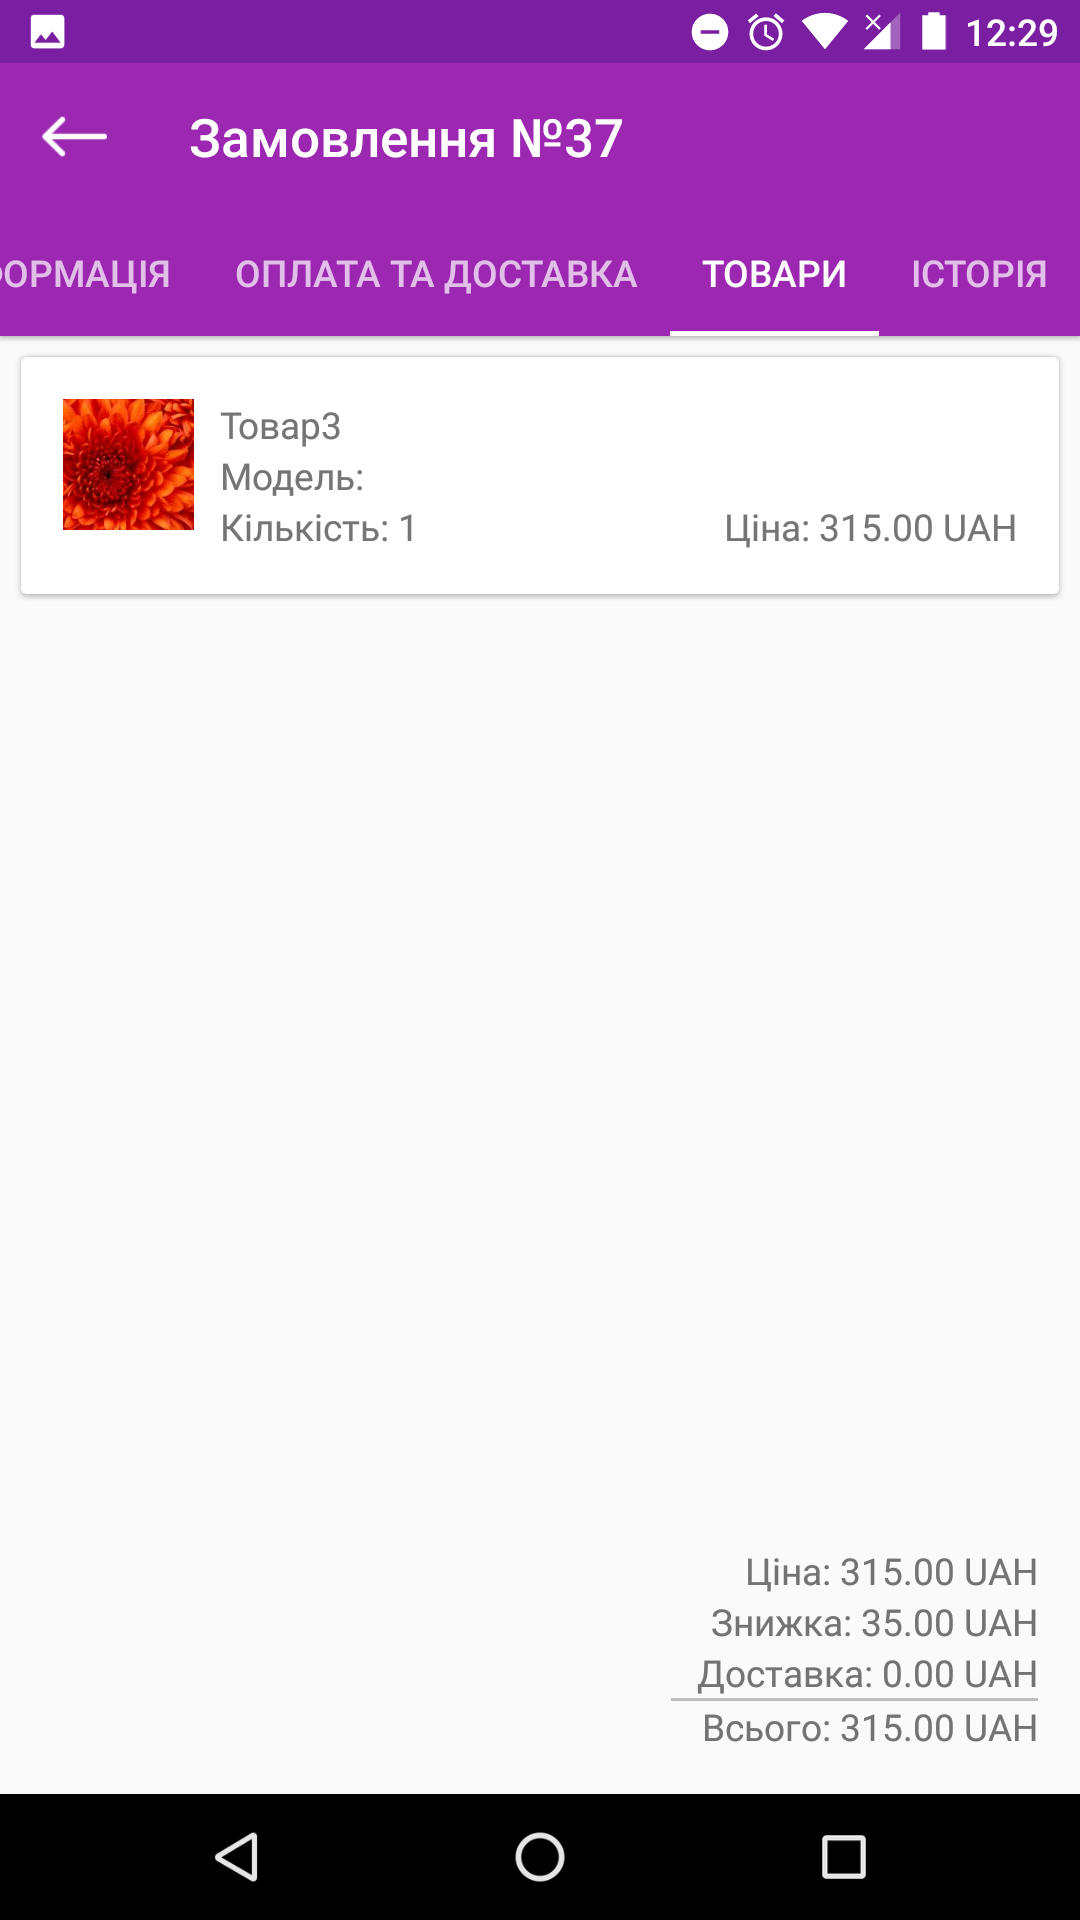 12:29
Замовлення №37
ОРМАЦІЯ ОПЛАТА ТА ДОСТАВКА ТОВАРИ ІСТОРІЯ
Товар3
Модель:
Кількість: 1 Ціна: 315.00 UAH
Ціна: 315.00 UAH
Знижка: 35.00 UAH
Доставка: 0.00 UAH
Всього: 315.00 UAH